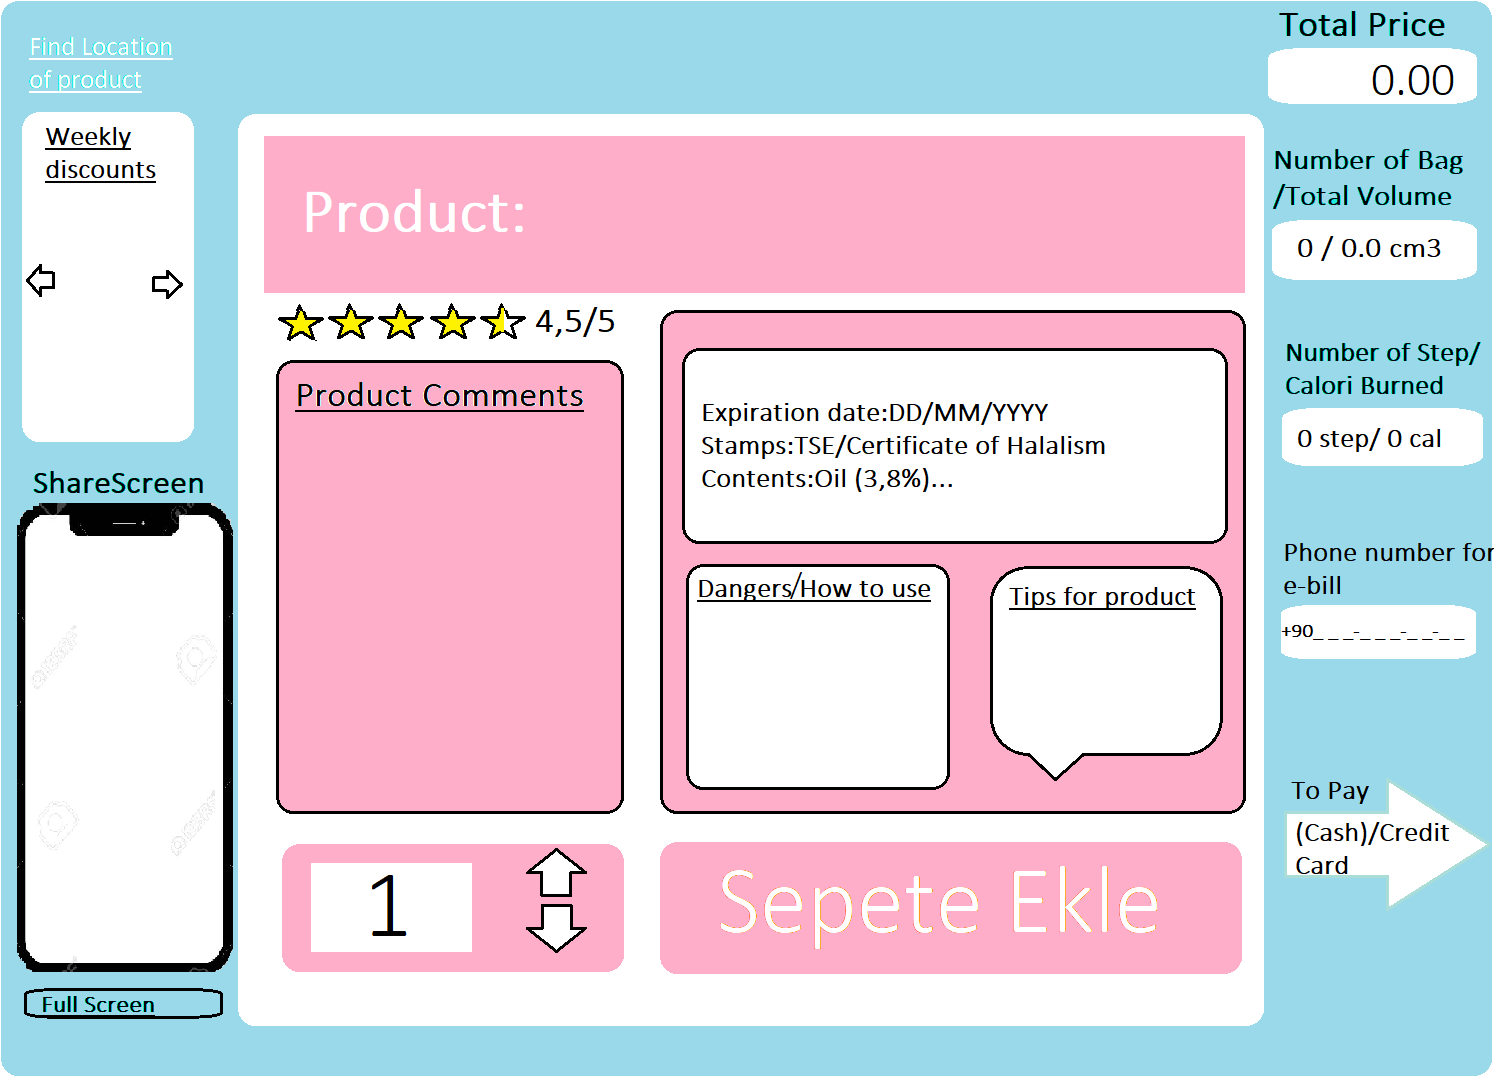 Find Location
of product
Weekly
discounts
ShareScreen
Full Screen
Product:
4,5/5
Product Comments
Expiration date:DD/MM/YYYY
Stamps:TSE/Certificate of Halalism
Contents:Oil (3,8%)...
Dangers/How to use
Tips for product
1
Sepete Ekle
Total Price
0.00
Number of Bag
/Total Volume
0 / 0.0 cm3
Number of Step/
Calori Burned
0 step/ 0 cal
Phone number for
e-bill
+90_ _ _-_ _ _-_ _-_ _
To Pay
(Cash)/Credit
Card